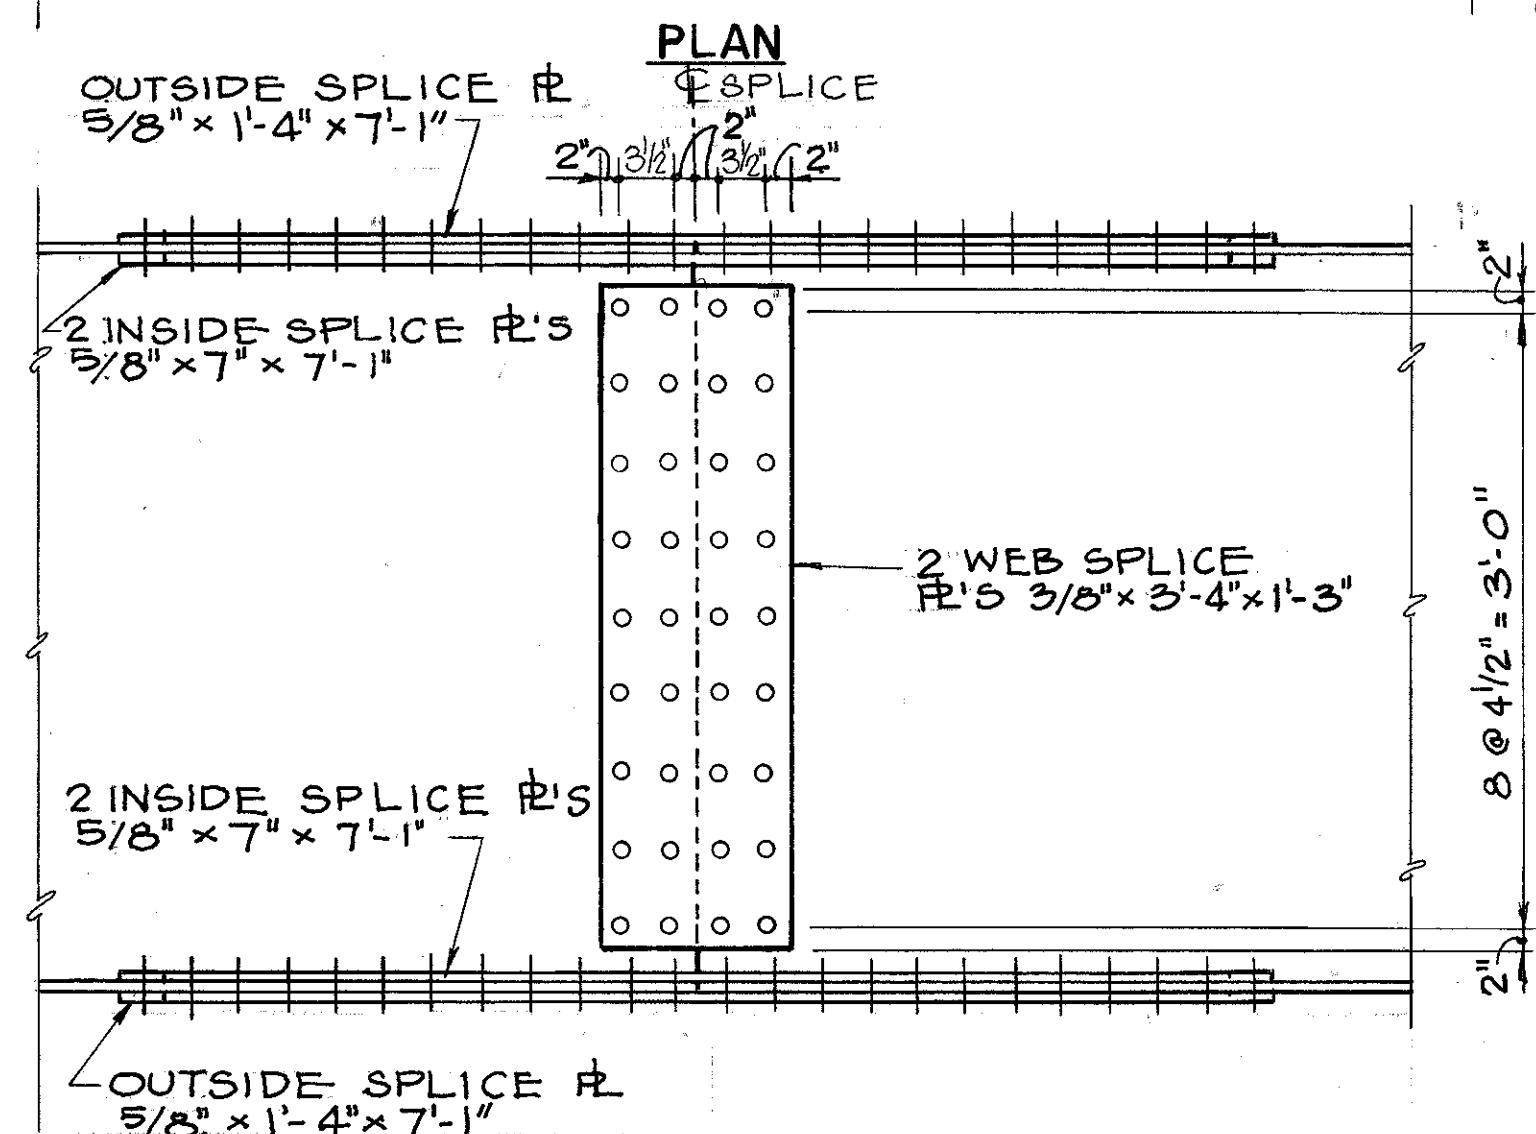 PLAN
℄ SPLICE
OUTSIDE SPLICE ⅊
5/8" × 1'-4" × 7'-1"
2"
2" 3½" 3½" 2"
2"
2 INSIDE SPLICE ⅊'S
5/8" × 7" × 7'-1"
2 WEB SPLICE
⅊'S 3/8" × 3'-4" × 1'-3"
8 @ 4 1/2" = 3'-0"
2 INSIDE SPLICE ⅊'S
5/8" × 7" × 7'-1"
2"
OUTSIDE SPLICE ⅊
5/8" × 1'-4" × 7'-1"